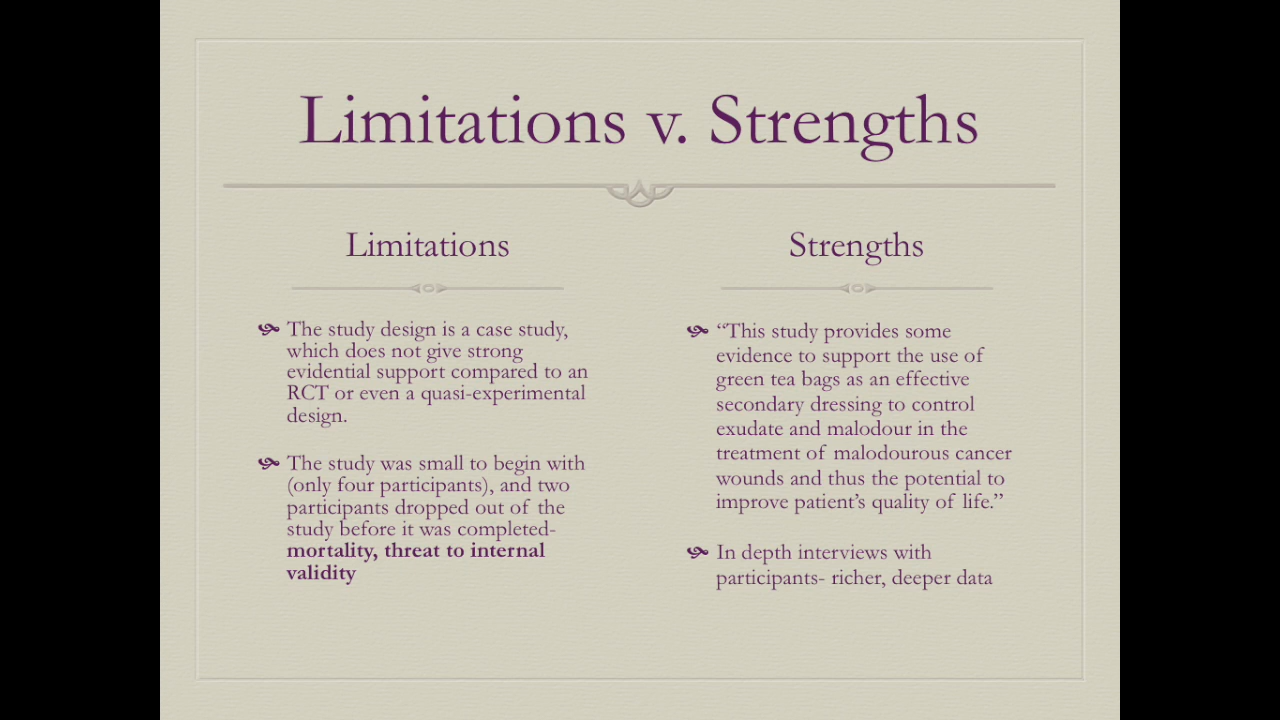 Limitations v. Strengths
Limitations
The study design is a case study,
which does not give strong
evidential support compared to an
RCT or even a quasi-experimental
design.
The study was small to begin with
(only four participants), and two
participants dropped out of the
study before it was completed-
mortality, threat to internal
validity
Strengths
“This study provides some
evidence to support the use of
green tea bags as an effective
secondary dressing to control
exudate and malodour in the
treatment of malodourous cancer
wounds and thus the potential to
improve patient’s quality of life.”
In depth interviews with
participants- richer, deeper data